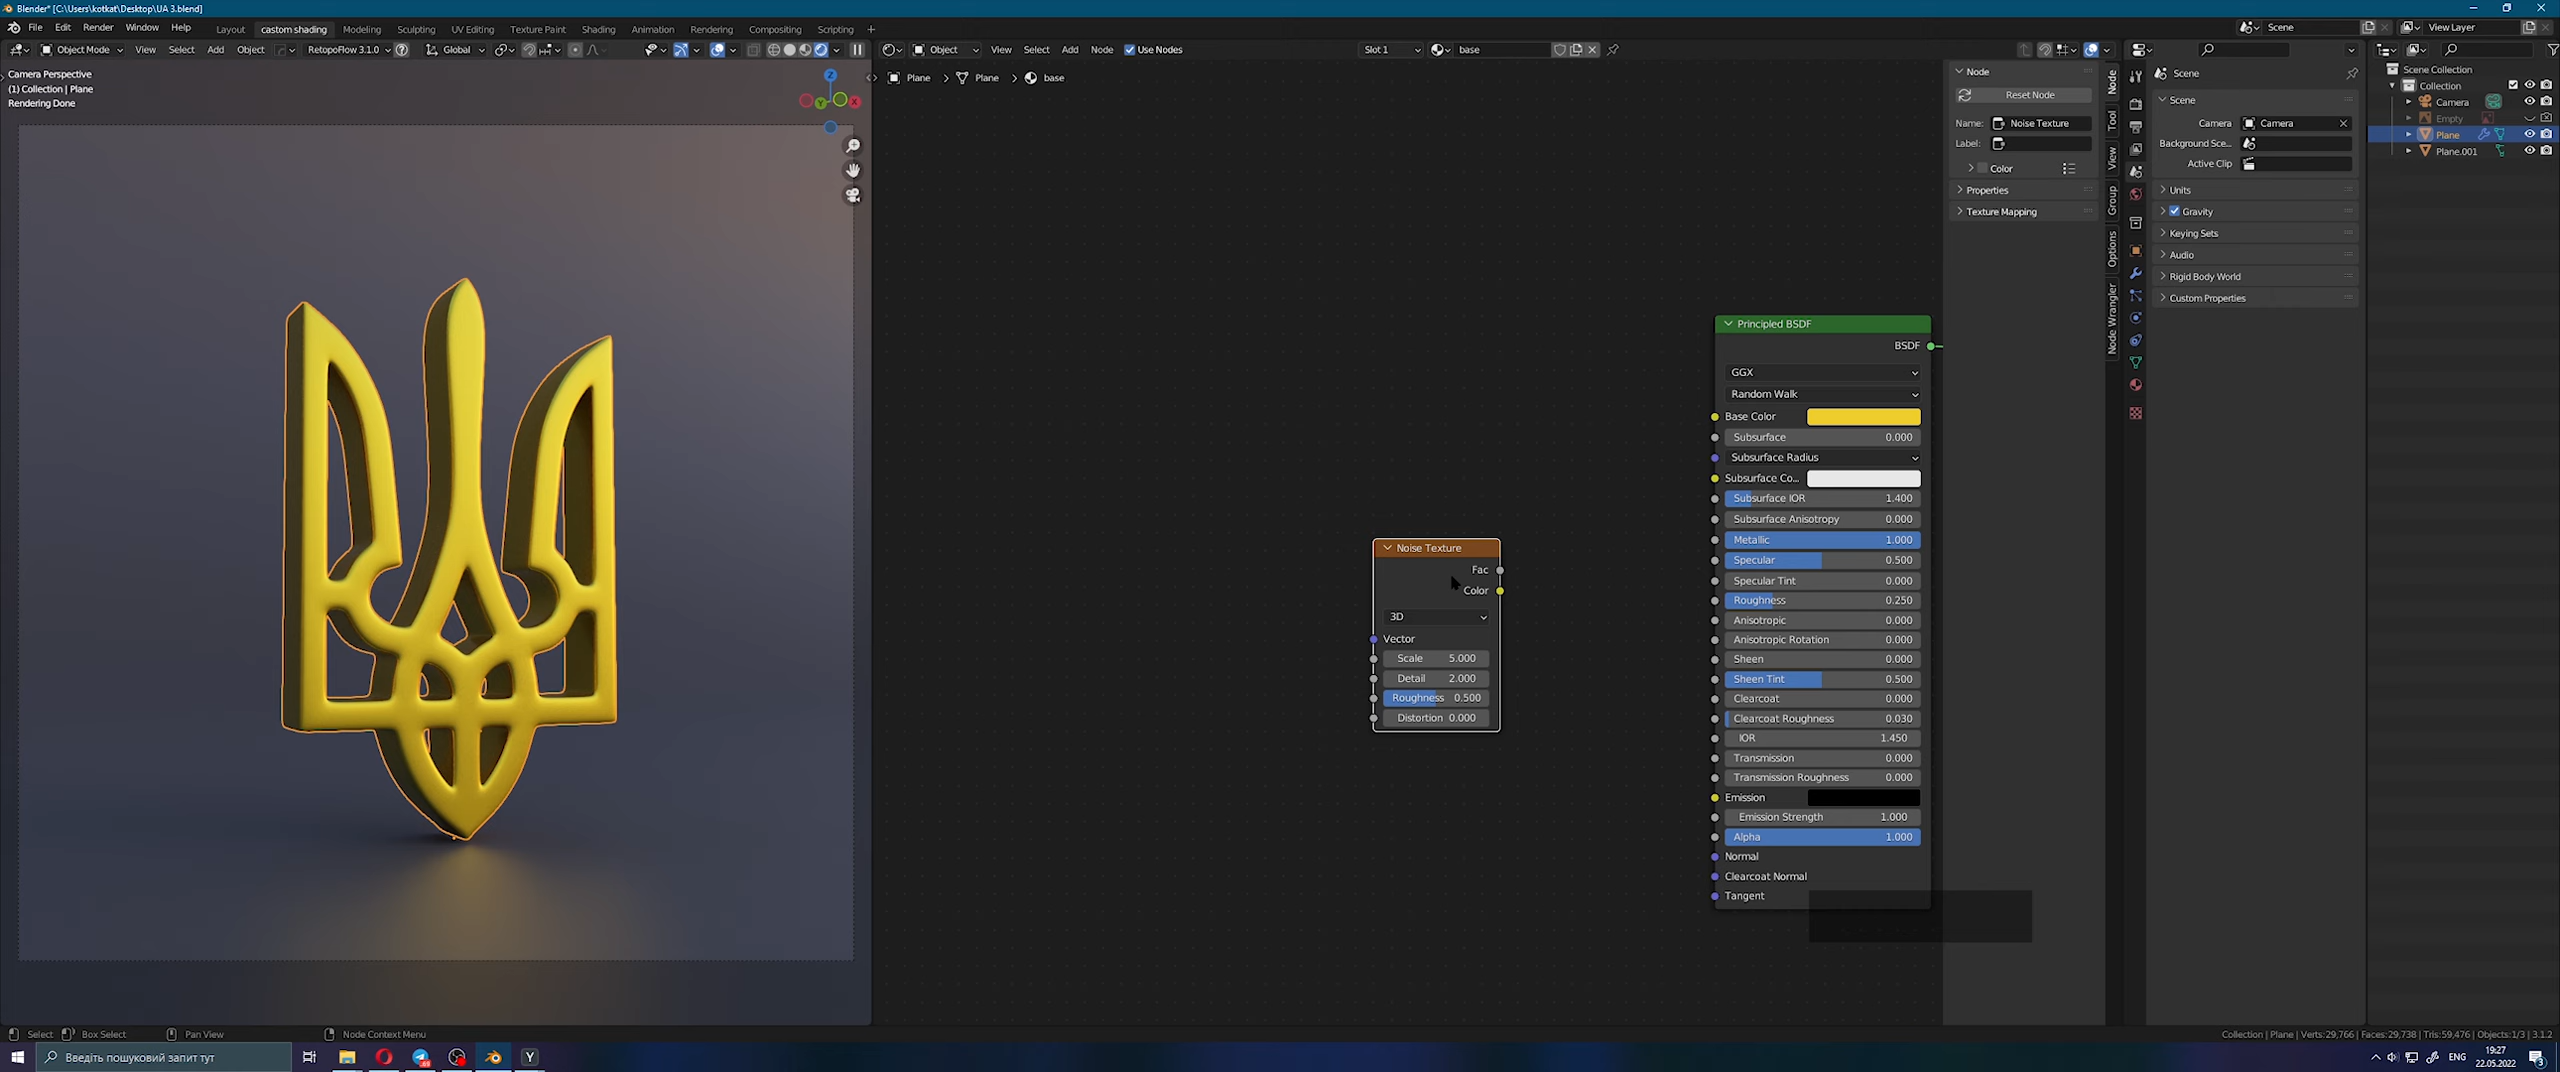 Blender* [C:\Users\kotkat\Desktop\UA 3.blend]
File Edit Render Window Help Layout castom shading Modeling Sculpting UV Editing Texture Paint Shading Animation Rendering Compositing Scripting + Scene View Layer
Object Mode View Select Add Object RetopoFlow 3.1.0 Global Object View Select Add Node Use Nodes Slot 1 base
Camera Perspective
(1) Collection | Plane
Rendering Done
Z
Y
X
Plane > Plane > base
Noise Texture
Fac
Color
3D
Vector
Scale 5.000
Detail 2.000
Roughness 0.500
Distortion 0.000
Principled BSDF
BSDF
GGX
Random Walk
Base Color
Subsurface 0.000
Subsurface Radius
Subsurface Co...
Subsurface IOR 1.400
Subsurface Anisotropy 0.000
Metallic 1.000
Specular 0.500
Specular Tint 0.000
Roughness 0.250
Anisotropic 0.000
Anisotropic Rotation 0.000
Sheen 0.000
Sheen Tint 0.500
Clearcoat 0.000
Clearcoat Roughness 0.030
IOR 1.450
Transmission 0.000
Transmission Roughness 0.000
Emission
Emission Strength 1.000
Alpha 1.000
Normal
Clearcoat Normal
Tangent
Node
Reset Node
Name: Noise Texture
Label:
Color
Properties
Texture Mapping
Node
Tool
View
Group
Options
Node Wrangler
Scene
Scene
Camera Camera
Background Sce...
Active Clip
Units
Gravity
Keying Sets
Audio
Rigid Body World
Custom Properties
Scene Collection
Collection
Camera
Empty
Plane
Plane.001
Select Box Select Pan View Node Context Menu
Collection | Plane | Verts:29,766 | Faces:29,738 | Tris:59,476 | Objects:1/3 | 3.1.2
Введіть пошуковий запит тут
ENG
19:27
22.05.2022